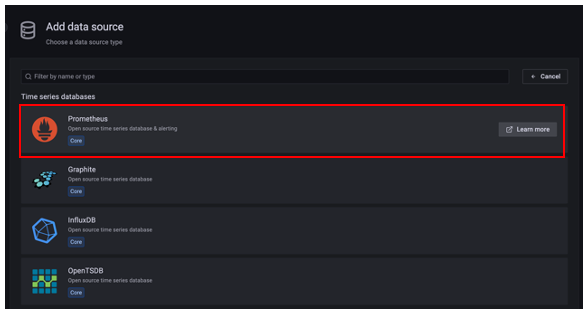 Add data source
Choose a data source type
Filter by name or type
Cancel
Time series databases
Prometheus
Open source time series database & alerting
Core
Learn more
Graphite
Open source time series database
Core
InfluxDB
Open source time series database
Core
OpenTSDB
Open source time series database
Core